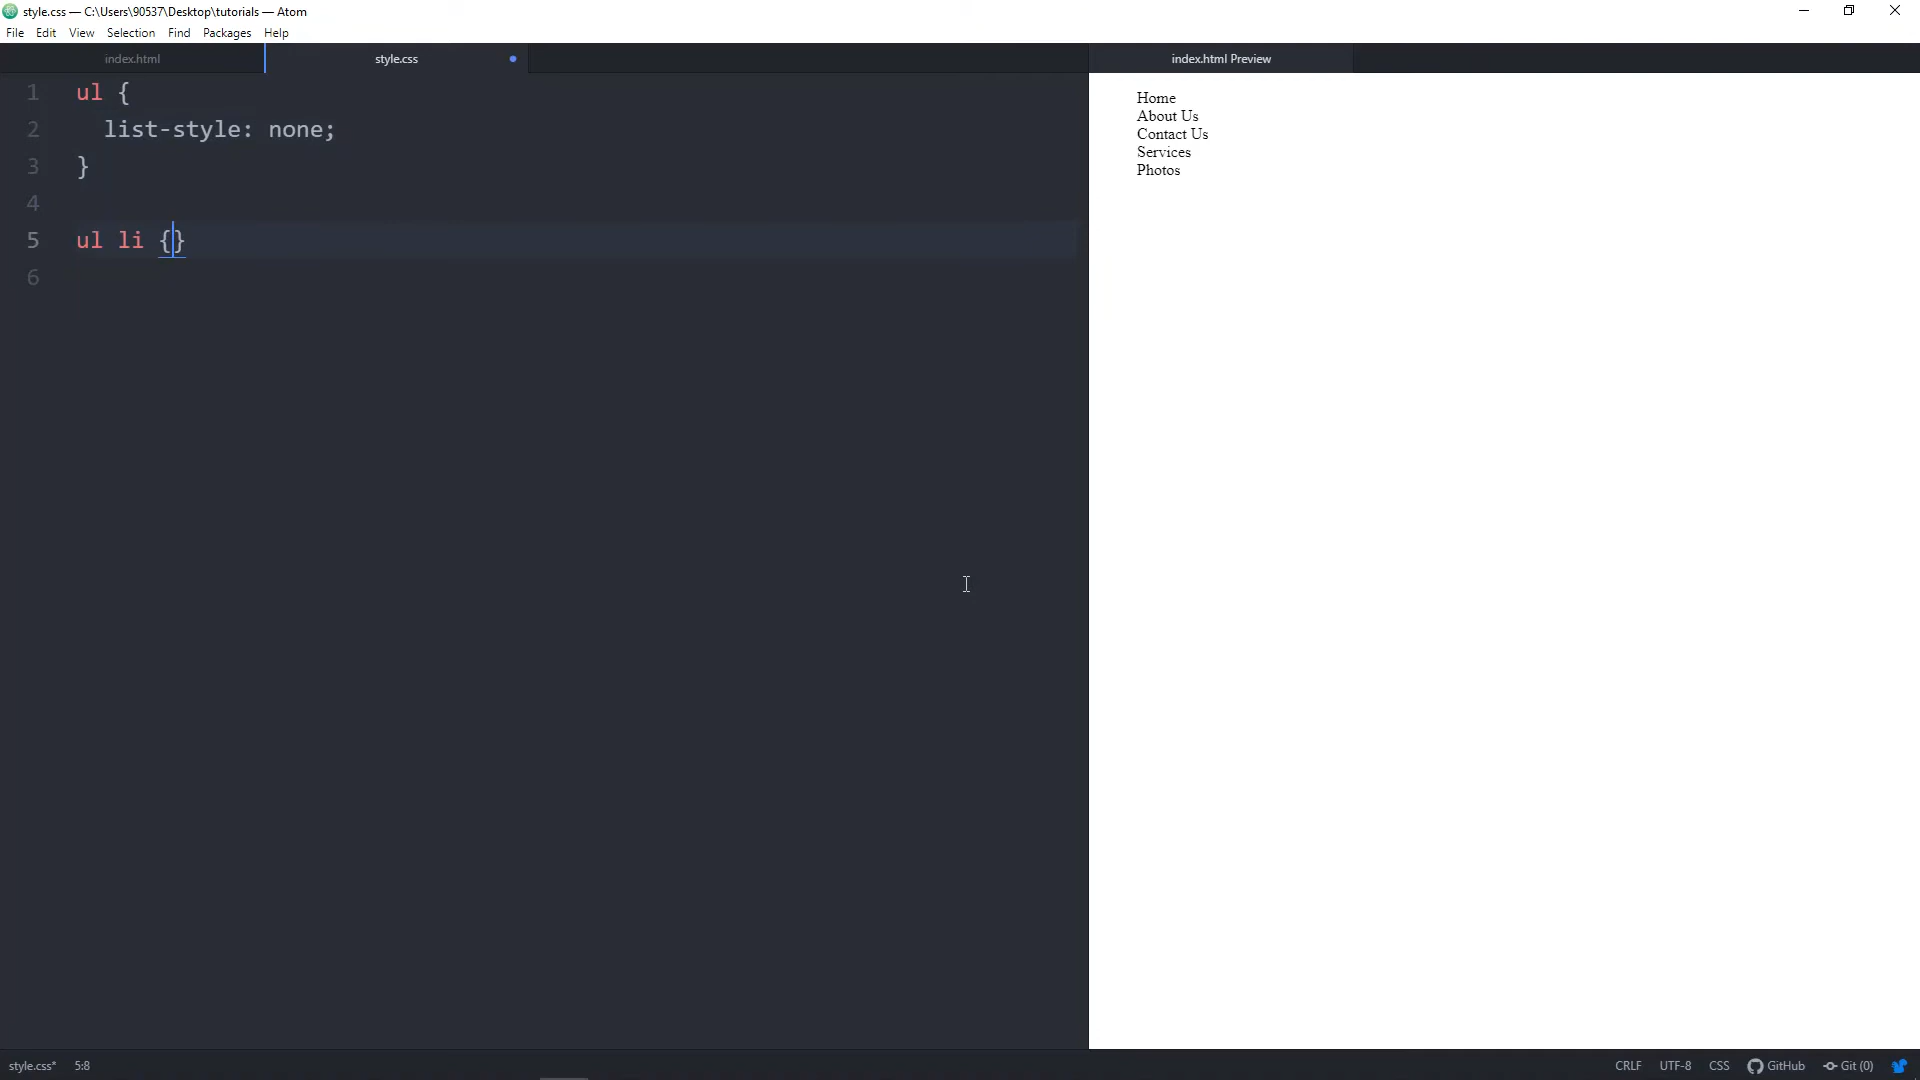 style.css — C:\Users\90537\Desktop\tutorials — Atom
File Edit View Selection Find Packages Help
index.html style.css index.html Preview
1 ul {
2 list-style: none;
3 }
4
5 ul li {}
6
Home
About Us
Contact Us
Services
Photos
style.css* 5:8 CRLF UTF-8 CSS GitHub Git (0)